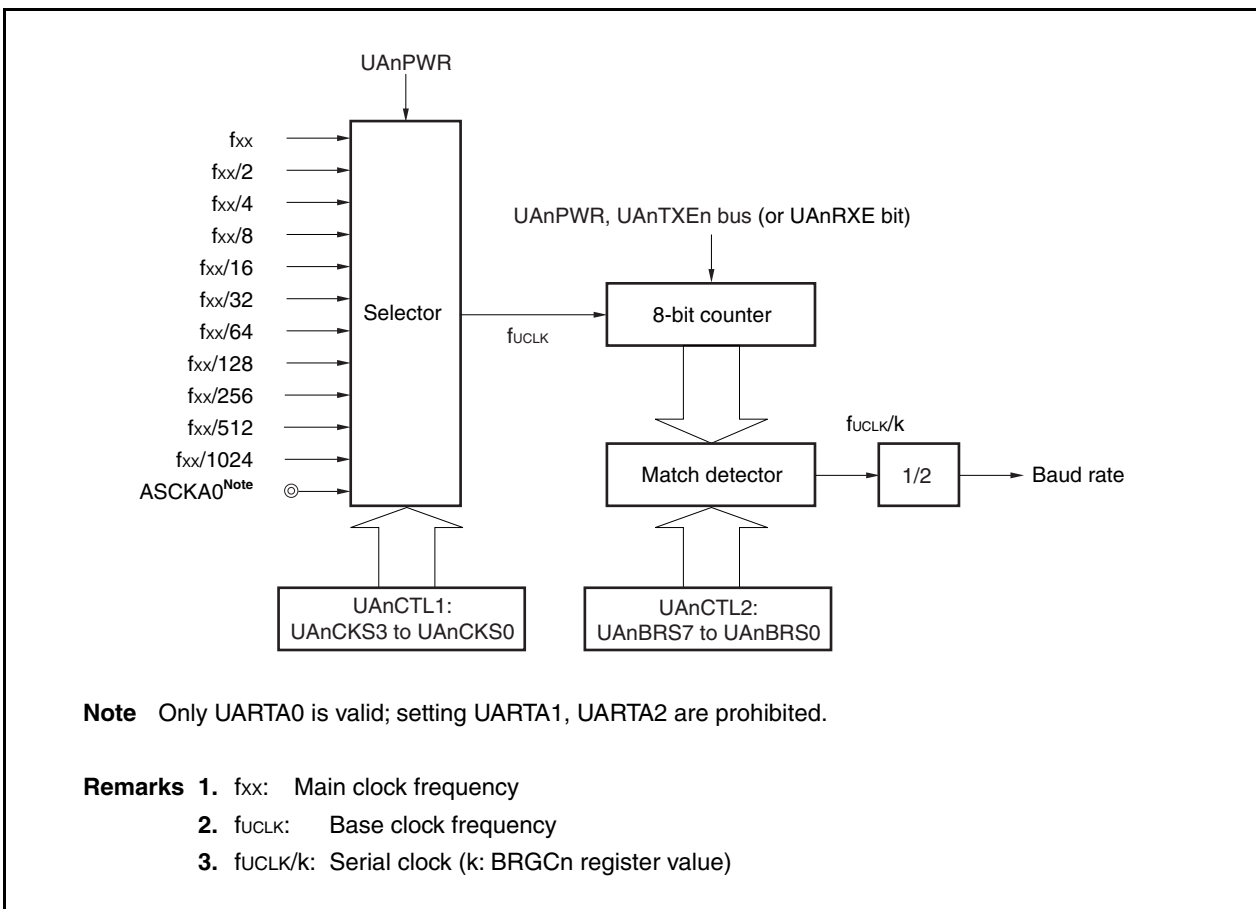 UAnPWR
fxx
fxx/2
fxx/4
fxx/8
fxx/16
fxx/32
fxx/64
fxx/128
fxx/256
fxx/512
fxx/1024
ASCKA0Note
Selector
fUCLK
UAnPWR, UAnTXEn bus (or UAnRXE bit)
8-bit counter
Match detector
fUCLK/k
1/2
Baud rate
UAnCTL1:
UAnCKS3 to UAnCKS0
UAnCTL2:
UAnBRS7 to UAnBRS0
Note Only UARTA0 is valid; setting UARTA1, UARTA2 are prohibited.
Remarks 1. fxx: Main clock frequency
2. fUCLK: Base clock frequency
3. fUCLK/k: Serial clock (k: BRGCn register value)